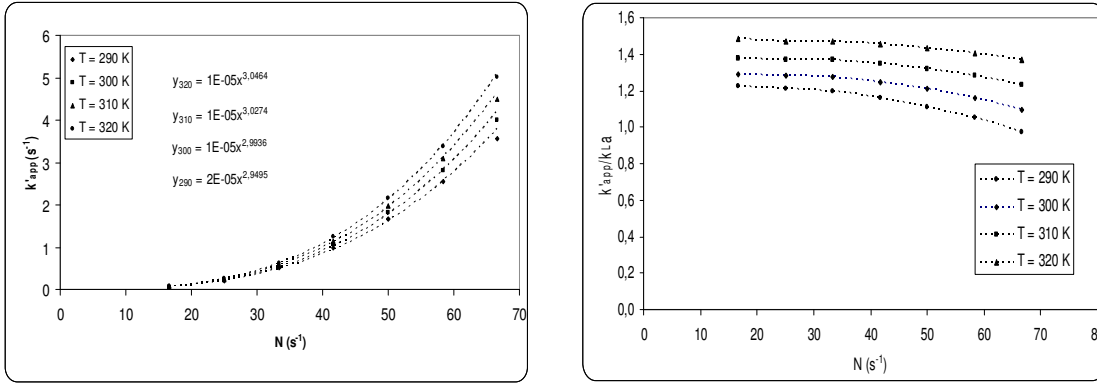 6
5
4
3
2
1
0
k'app (s-1)
T = 290 K
T = 300 K
T = 310 K
T = 320 K
y320 = 1E-05x3,0464
y310 = 1E-05x3,0274
y300 = 1E-05x2,9936
y290 = 2E-05x2,9495
0 10 20 30 40 50 60 70
N (s-1)
1,6
1,4
1,2
1,0
0,8
0,6
0,4
0,2
0,0
k'app/kLa
T = 290 K
T = 300 K
T = 310 K
T = 320 K
0 10 20 30 40 50 60 70 80
N (s-1)